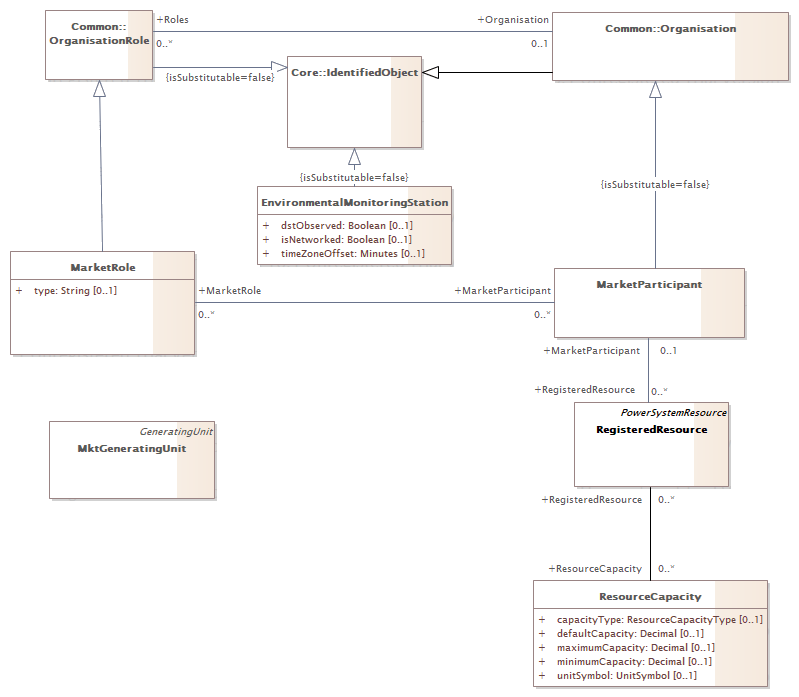 Common::
OrganisationRole
+Roles
0..*
+Organisation
0..1
Common::Organisation
{isSubstitutable=false}
Core::IdentifiedObject
{isSubstitutable=false}
{isSubstitutable=false}
EnvironmentalMonitoringStation
+ dstObserved: Boolean [0..1]
+ isNetworked: Boolean [0..1]
+ timeZoneOffset: Minutes [0..1]
MarketRole
+ type: String [0..1]
+MarketRole
0..*
+MarketParticipant
0..*
MarketParticipant
+MarketParticipant 0..1
+RegisteredResource 0..*
PowerSystemResource
RegisteredResource
GeneratingUnit
MktGeneratingUnit
+RegisteredResource 0..*
+ResourceCapacity 0..*
ResourceCapacity
+ capacityType: ResourceCapacityType [0..1]
+ defaultCapacity: Decimal [0..1]
+ maximumCapacity: Decimal [0..1]
+ minimumCapacity: Decimal [0..1]
+ unitSymbol: UnitSymbol [0..1]